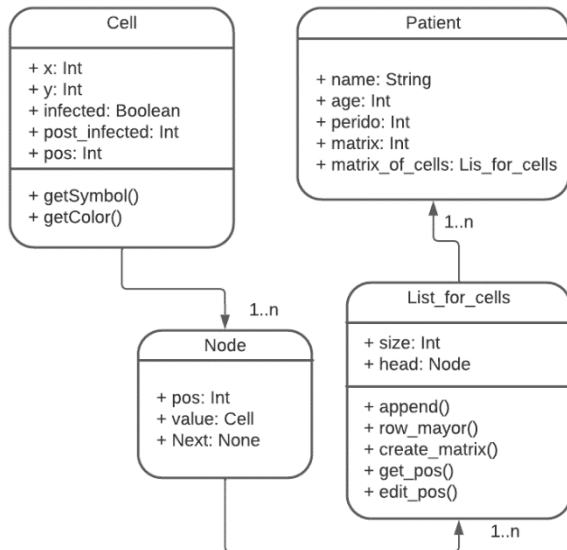 Cell
+ x: Int
+ y: Int
+ infected: Boolean
+ post_infected: Int
+ pos: Int
+ getSymbol()
+ getColor()
Patient
+ name: String
+ age: Int
+ perido: Int
+ matrix: Int
+ matrix_of_cells: Lis_for_cells
1..n
1..n
Node
+ pos: Int
+ value: Cell
+ Next: None
List_for_cells
+ size: Int
+ head: Node
+ append()
+ row_mayor()
+ create_matrix()
+ get_pos()
+ edit_pos()
1..n